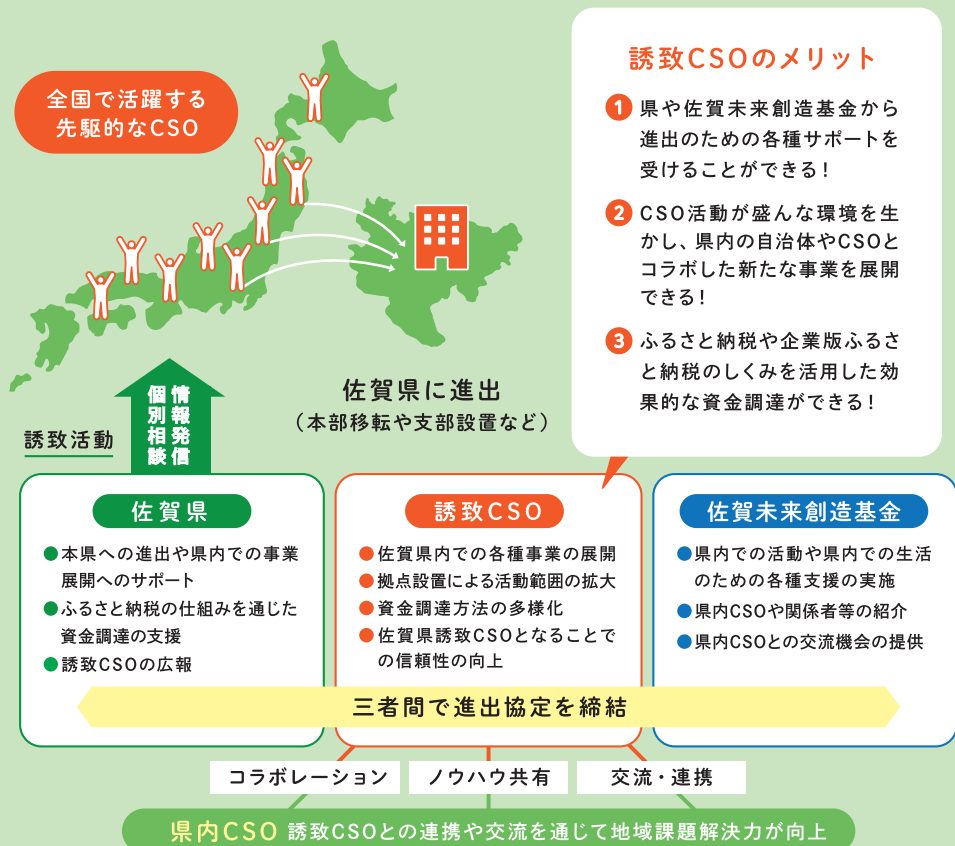 全国で活躍する
先駆的なCSO
誘致CSOのメリット
1 県や佐賀未来創造基金から
進出のための各種サポートを
受けることができる！
2 CSO活動が盛んな環境を生
かし、県内の自治体やCSOと
コラボした新たな事業を展開
できる！
3 ふるさと納税や企業版ふるさ
と納税のしくみを活用した効
果的な資金調達ができる！
佐賀県に進出
（本部移転や支部設置など）
誘致活動
情報発信
個別相談
佐賀県
●本県への進出や県内での事業
展開へのサポート
●ふるさと納税の仕組みを通じた
資金調達の支援
●誘致CSOの広報
誘致CSO
●佐賀県内での各種事業の展開
●拠点設置による活動範囲の拡大
●資金調達方法の多様化
●佐賀県誘致CSOとなることで
の信頼性の向上
佐賀未来創造基金
●県内での活動や県内での生活
のための各種支援の実施
●県内CSOや関係者等の紹介
●県内CSOとの交流機会の提供
三者間で進出協定を締結
コラボレーション
ノウハウ共有
交流・連携
県内CSO 誘致CSOとの連携や交流を通じて地域課題解決力が向上